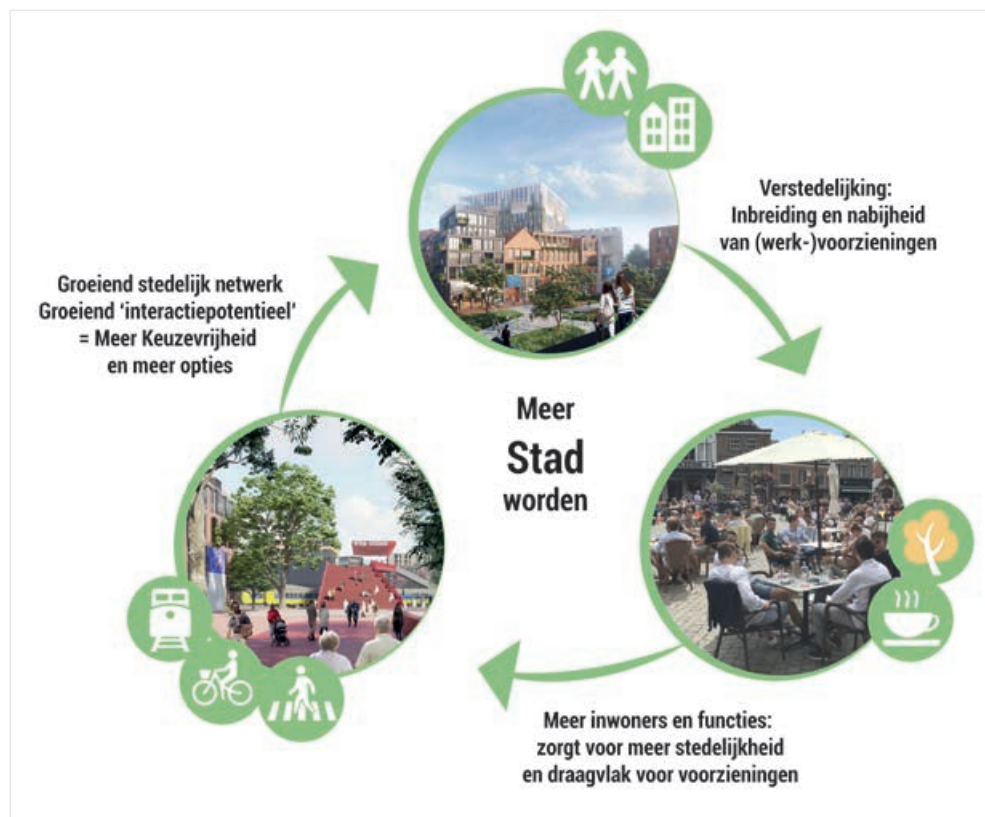 Verstedelijking:
Inbreiding en nabijheid
van (werk-)voorzieningen
Groeiend stedelijk netwerk
Groeiend ‘interactiepotentieel’
= Meer Keuzevrijheid
en meer opties
Meer
Stad
worden
Meer inwoners en functies:
zorgt voor meer stedelijkheid
en draagvlak voor voorzieningen